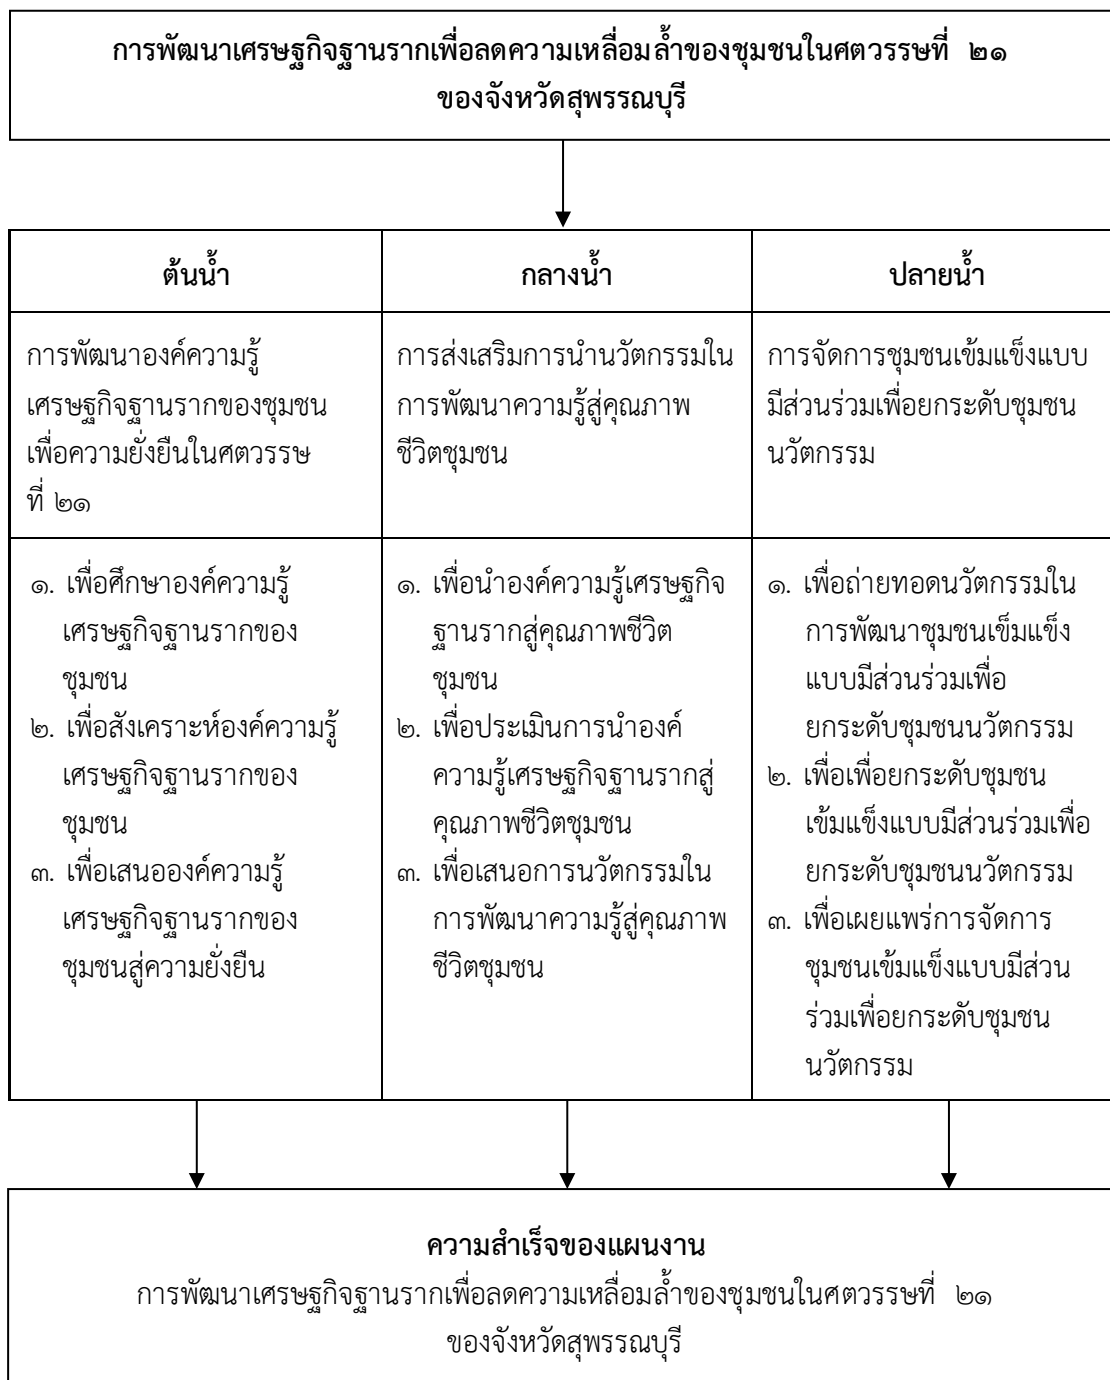 การพัฒนาเศรษฐกิจฐานรากเพื่อลดความเหลื่อมล้ำของชุมชนในศตวรรษที่ ๒๑
ของจังหวัดสุพรรณบุรี
ต้นน้ำ
กลางน้ำ
ปลายน้ำ
การพัฒนาองค์ความรู้
เศรษฐกิจฐานรากของชุมชน
เพื่อความยั่งยืนในศตวรรษ
ที่ ๒๑
การส่งเสริมการนำนวัตกรรมใน
การพัฒนาความรู้สู่คุณภาพ
ชีวิตชุมชน
การจัดการชุมชนเข้มแข็งแบบ
มีส่วนร่วมเพื่อยกระดับชุมชน
นวัตกรรม
๑. เพื่อศึกษาองค์ความรู้
เศรษฐกิจฐานรากของ
ชุมชน
๒. เพื่อสังเคราะห์องค์ความรู้
เศรษฐกิจฐานรากของ
ชุมชน
๓. เพื่อเสนอองค์ความรู้
เศรษฐกิจฐานรากของ
ชุมชนสู่ความยั่งยืน
๑. เพื่อนำองค์ความรู้เศรษฐกิจ
ฐานรากสู่คุณภาพชีวิต
ชุมชน
๒. เพื่อประเมินการนำองค์
ความรู้เศรษฐกิจฐานรากสู่
คุณภาพชีวิตชุมชน
๓. เพื่อเสนอการนวัตกรรมใน
การพัฒนาความรู้สู่คุณภาพ
ชีวิตชุมชน
๑. เพื่อถ่ายทอดนวัตกรรมใน
การพัฒนาชุมชนเข็มแข็ง
แบบมีส่วนร่วมเพื่อ
ยกระดับชุมชนนวัตกรรม
๒. เพื่อเพื่อยกระดับชุมชน
เข้มแข็งแบบมีส่วนร่วมเพื่อ
ยกระดับชุมชนนวัตกรรม
๓. เพื่อเผยแพร่การจัดการ
ชุมชนเข้มแข็งแบบมีส่วน
ร่วมเพื่อยกระดับชุมชน
นวัตกรรม
ความสำเร็จของแผนงาน
การพัฒนาเศรษฐกิจฐานรากเพื่อลดความเหลื่อมล้ำของชุมชนในศตวรรษที่ ๒๑
ของจังหวัดสุพรรณบุรี